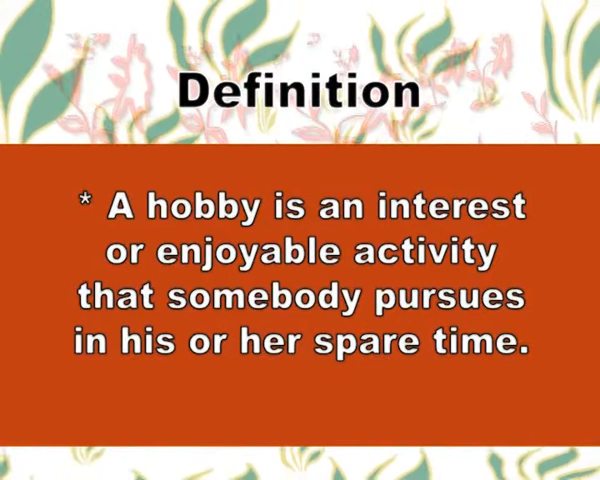 Definition
* A hobby is an interest
or enjoyable activity
that somebody pursues
in his or her spare time.